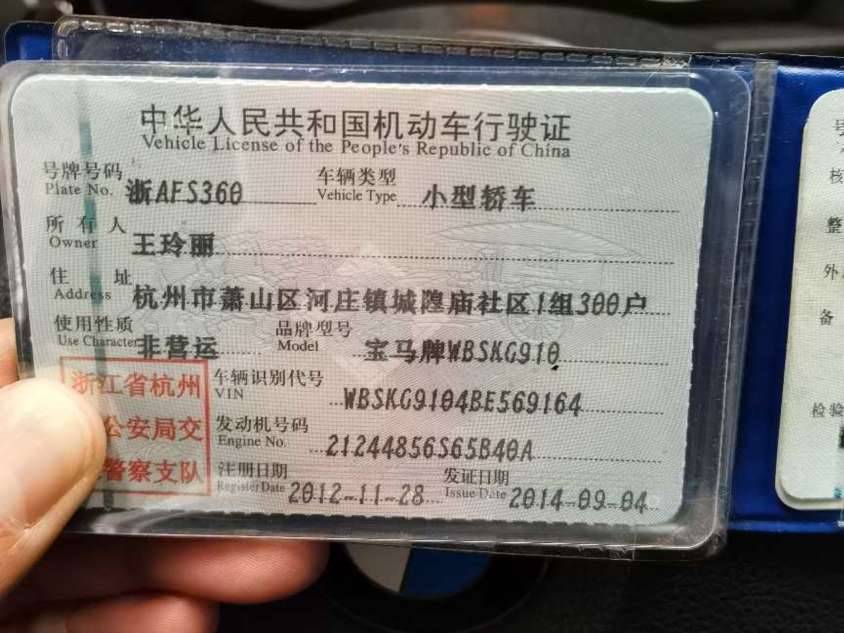 中华人民共和国机动车行驶证
Vehicle License of the People's Republic of China
号牌号码 浙AFS360 车辆类型 小型轿车
Plate No. Vehicle Type
所有人 王玲丽
Owner
住址 杭州市萧山区河庄镇城隍庙社区1组300户
Address
使用性质 非营运 品牌型号 宝马牌WBSKG910
Use Character Model
浙江省杭州 车辆识别代号 WBSKG9104BE569164
VIN
公安局交 发动机号码 21244856S65B40A
Engine No.
警察支队 注册日期 2012-11-28 发证日期 2014-09-04
Register Date Issue Date
号
核
整
外
备
检验